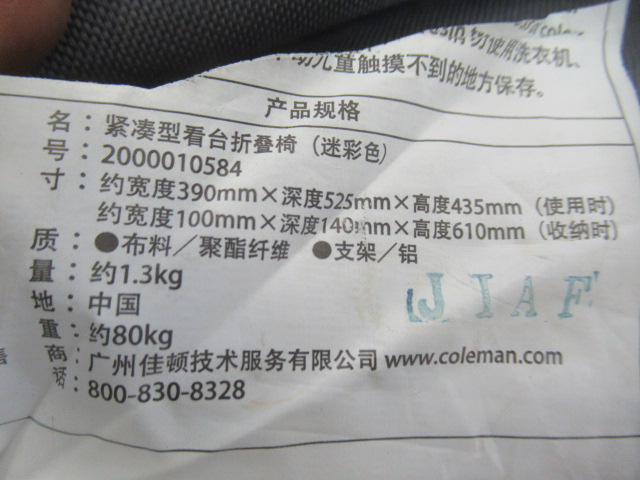 coleman
切使用洗衣机、
儿童触摸不到的地方保存。
产品规格
名：紧凑型看台折叠椅（迷彩色）
号：2000010584
寸：约宽度390mm×深度525mm×高度435mm（使用时）
约宽度100mm×深度140mm×高度610mm（收纳时）
质：●布料／聚酯纤维 ●支架／铝
量：约1.3kg
地：中国
重：约80kg
商：广州佳顿技术服务有限公司 www.coleman.com
话：800-830-8328
JIAF